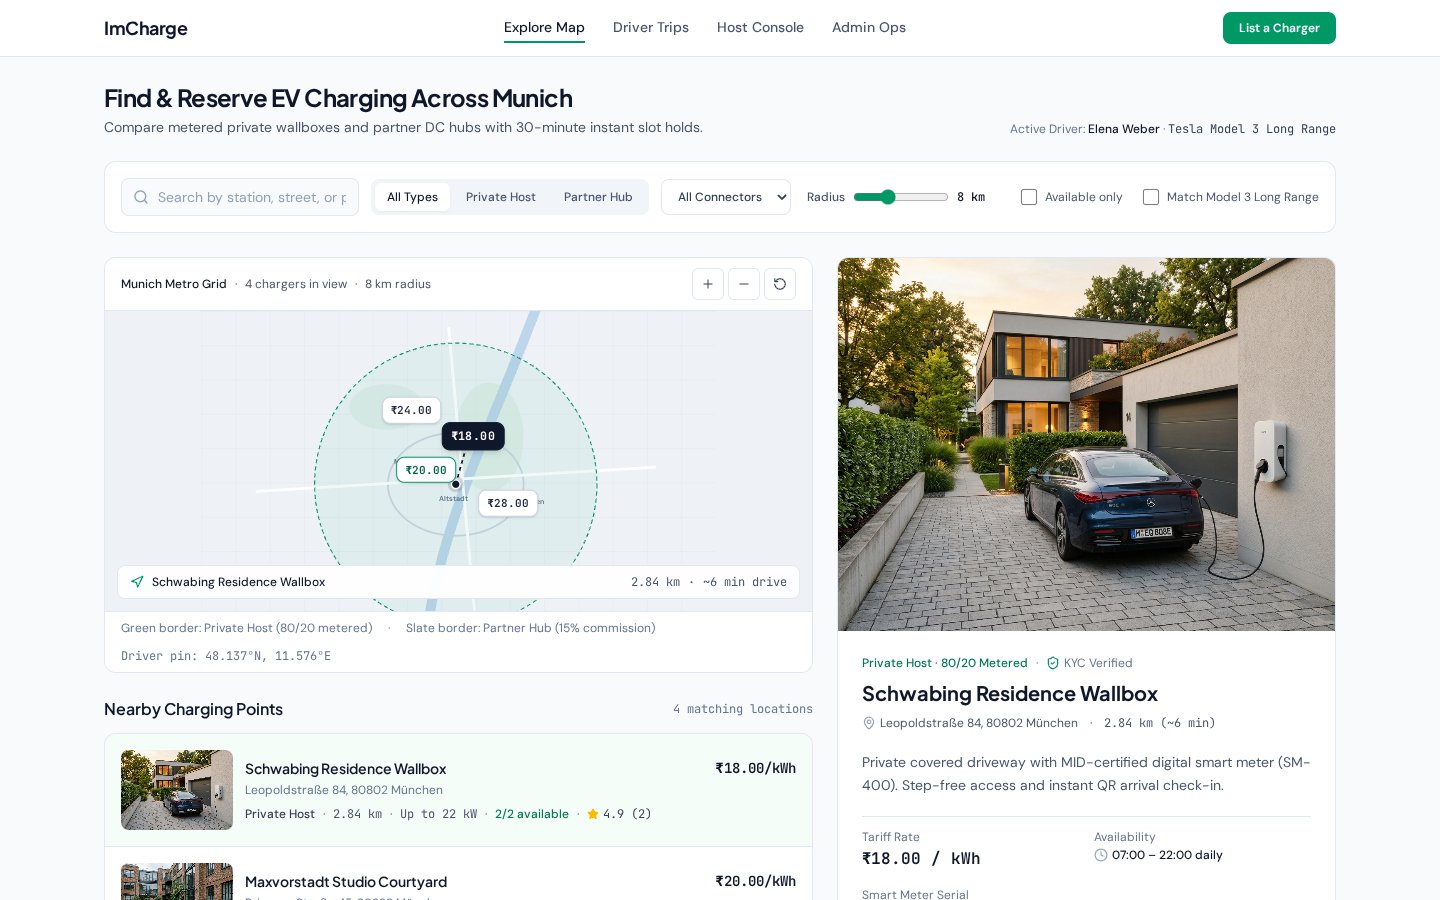 ImCharge
Explore Map
Driver Trips
Host Console
Admin Ops
List a Charger
Find & Reserve EV Charging Across Munich
Compare metered private wallboxes and partner DC hubs with 30-minute instant slot holds.
Active Driver: Elena Weber · Tesla Model 3 Long Range
Search by station, street, or p
All Types
Private Host
Partner Hub
All Connectors
Radius
8 km
Available only
Match Model 3 Long Range
Munich Metro Grid · 4 chargers in view · 8 km radius
₹24.00
₹18.00
₹20.00
Altstadt
₹28.00
Schwabing Residence Wallbox
2.84 km · ~6 min drive
Green border: Private Host (80/20 metered) · Slate border: Partner Hub (15% commission)
Driver pin: 48.137°N, 11.576°E
Nearby Charging Points
4 matching locations
Schwabing Residence Wallbox
₹18.00/kWh
Leopoldstraße 84, 80802 München
Private Host · 2.84 km · Up to 22 kW · 2/2 available · 4.9 (2)
Maxvorstadt Studio Courtyard
₹20.00/kWh
Private Host · 80/20 Metered · KYC Verified
Schwabing Residence Wallbox
Leopoldstraße 84, 80802 München · 2.84 km (~6 min)
Private covered driveway with MID-certified digital smart meter (SM-
400). Step-free access and instant QR arrival check-in.
Tariff Rate
₹18.00 / kWh
Availability
07:00 – 22:00 daily
Smart Meter Serial